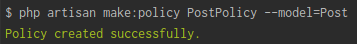 $ php artisan make:policy PostPolicy --model=Post
Policy created successfully.